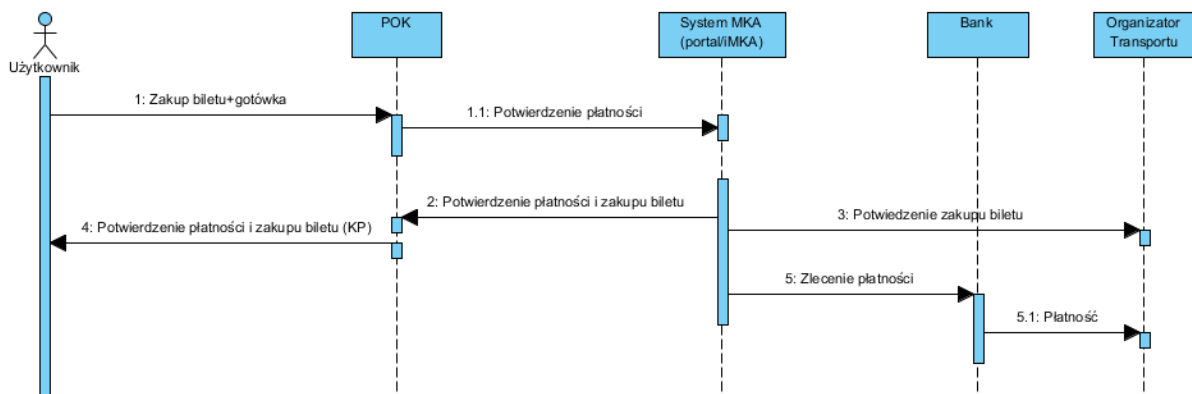 POK
System MKA
(portal/iMKA)
Bank
Organizator
Transportu
Użytkownik
1: Zakup biletu+gotówka
1.1: Potwierdzenie płatności
2: Potwierdzenie płatności i zakupu biletu
3: Potwiedzenie zakupu biletu
4: Potwierdzenie płatności i zakupu biletu (KP)
5: Zlecenie płatności
5.1: Płatność